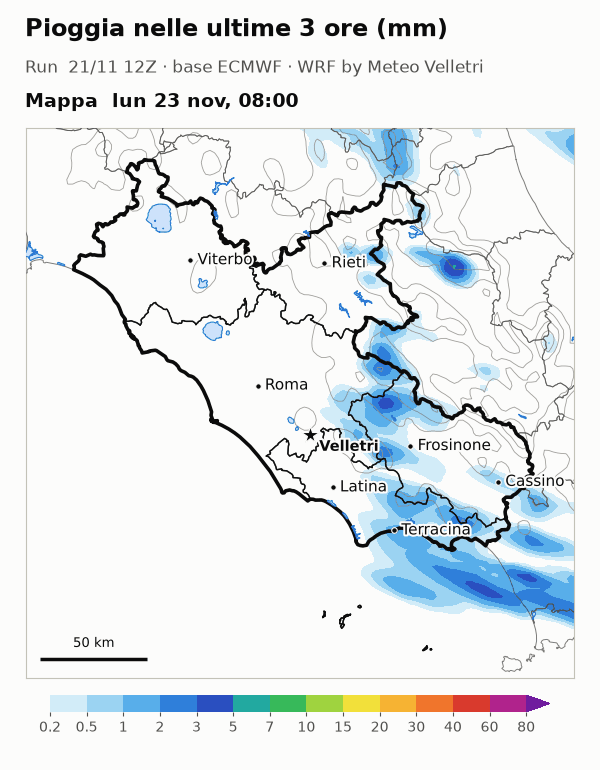 Pioggia nelle ultime 3 ore (mm)
Run 21/11 12Z · base ECMWF · WRF by Meteo Velletri
Mappa lun 23 nov, 08:00
Viterbo
Rieti
Roma
Velletri
Frosinone
Cassino
Latina
Terracina
50 km
0.2 0.5 1 2 3 5 7 10 15 20 30 40 60 80